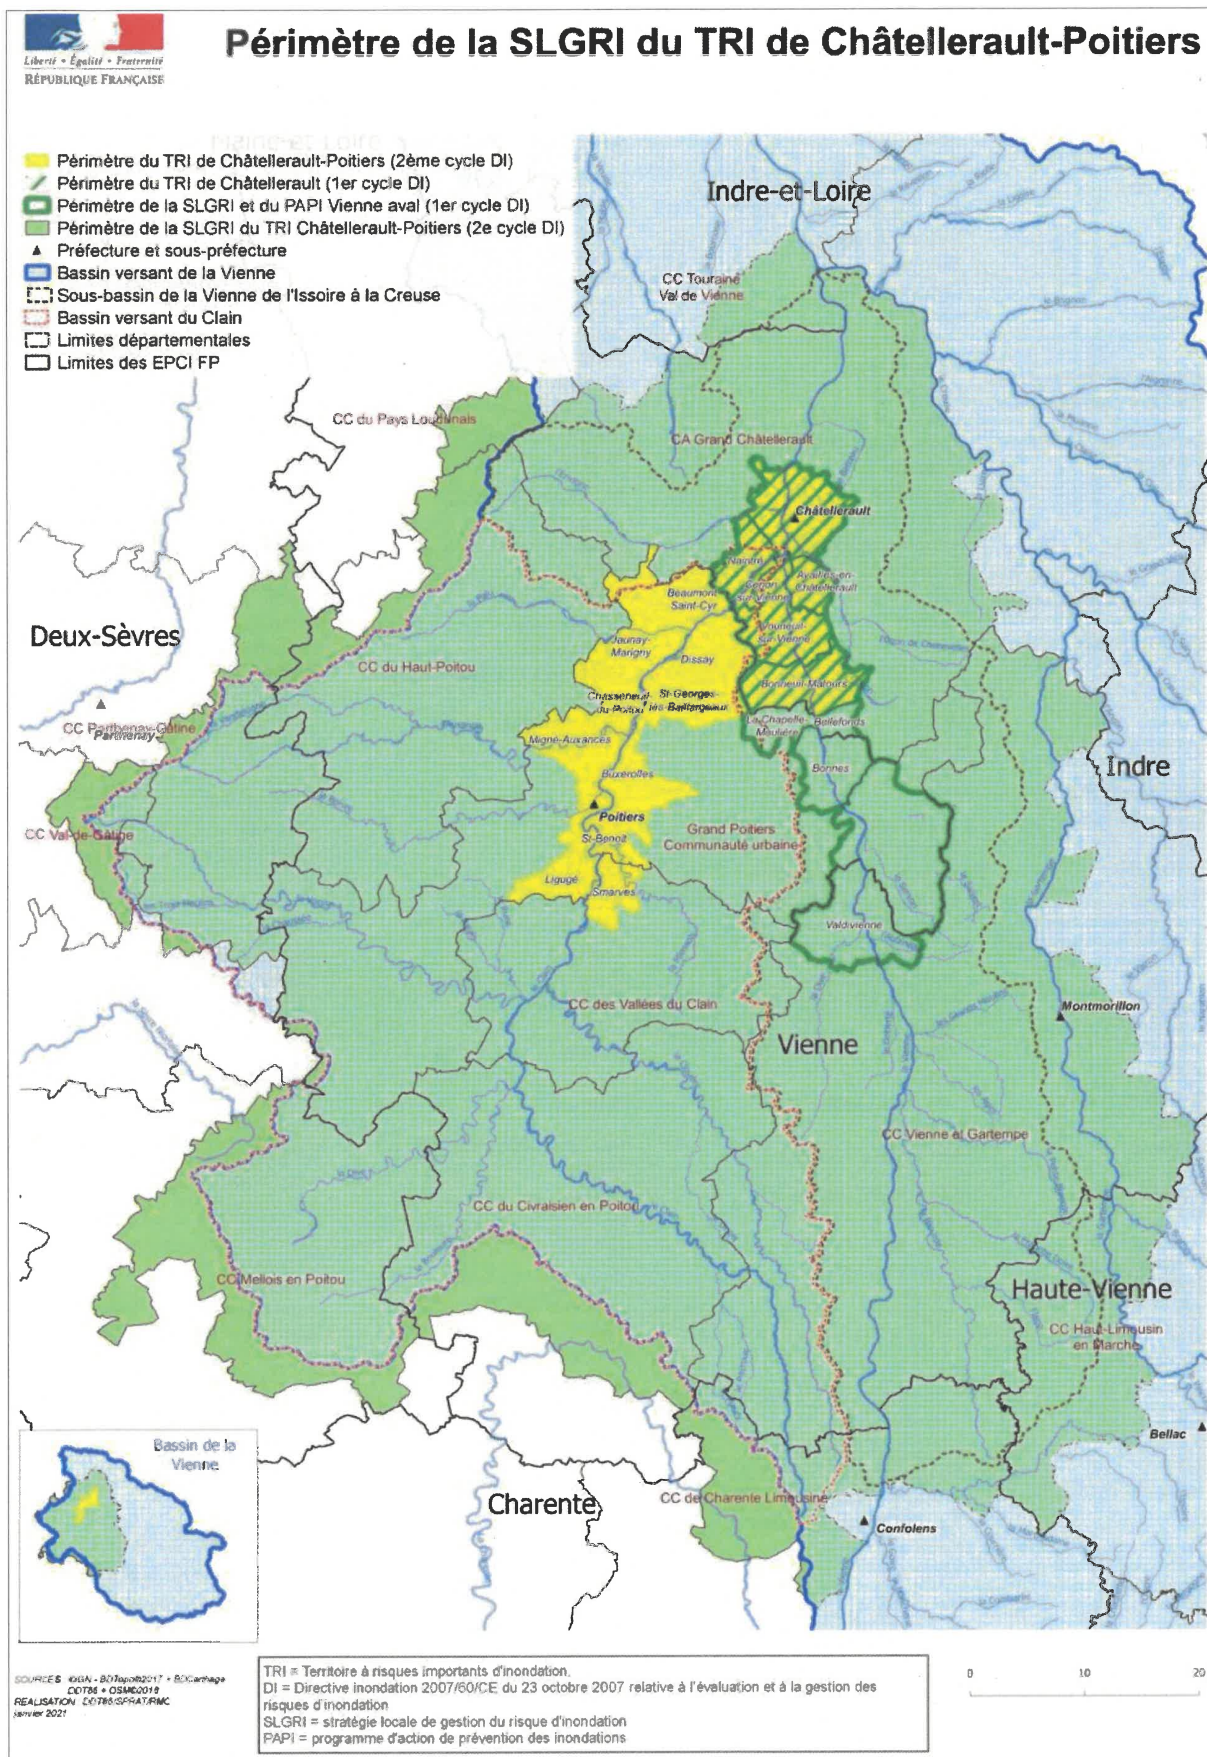 Liberté • Égalité • Fraternité
RÉPUBLIQUE FRANÇAISE
Périmètre de la SLGRI du TRI de Châtellerault-Poitiers
Périmètre du TRI de Châtellerault-Poitiers (2ème cycle DI)
Périmètre du TRI de Châtellerault (1er cycle DI)
Périmètre de la SLGRI et du PAPI Vienne aval (1er cycle DI)
Périmètre de la SLGRI du TRI Châtellerault-Poitiers (2e cycle DI)
Préfecture et sous-préfecture
Bassin versant de la Vienne
Sous-bassin de la Vienne de l'Issoire à la Creuse
Bassin versant du Clain
Limites départementales
Limites des EPCI FP
Indre-et-Loire
CC Touraine
Val de Vienne
CC du Pays Loudunais
CA Grand Châtellerault
Châtellerault
Naintré
Cenon-
sur-Vienne
Availles-en-
Châtellerault
Beaumont
Saint-Cyr
Vouneuil-
sur-Vienne
Deux-Sèvres
Jaunay-
Marigny
Dissay
CC du Haut-Poitou
Bonneuil-Matours
Chasseneuil-
du-Poitou
St-Georges-
lès-Baillargeaux
CC Parthenay-Gâtine
Parthenay
La Chapelle-
Moulière
Bellefonds
Migné-Auxances
Buxerolles
Bonnes
Indre
Poitiers
CC Val-de-Gâtine
St-Benoît
Grand Poitiers
Communauté urbaine
Ligugé
Smarves
Valdivienne
CC des Vallées du Clain
Montmorillon
Vienne
CC Vienne et Gartempe
CC du Civraisien en Poitou
CC Mellois en Poitou
Haute-Vienne
CC Haut-Limousin
en Marche
Bellac
Bassin de la
Vienne
Charente
CC de Charente Limousine
Confolens
SOURCES
REALISATION DDT86/SPRAT/RMC
janvier 2021
TRI = Territoire à risques importants d'inondation.
DI = Directive inondation 2007/60/CE du 23 octobre 2007 relative à l'évaluation et à la gestion des
risques d'inondation
SLGRI = stratégie locale de gestion du risque d'inondation
PAPI = programme d'action de prévention des inondations
0 10 20